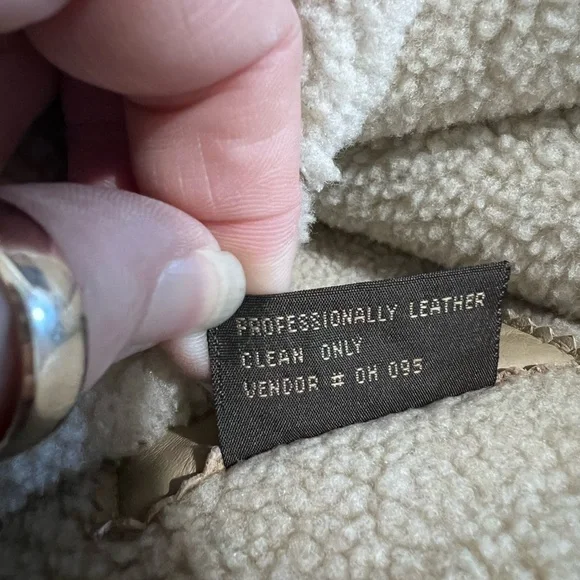 PROFESSIONALLY LEATHER
CLEAN ONLY
VENDOR # OH 095